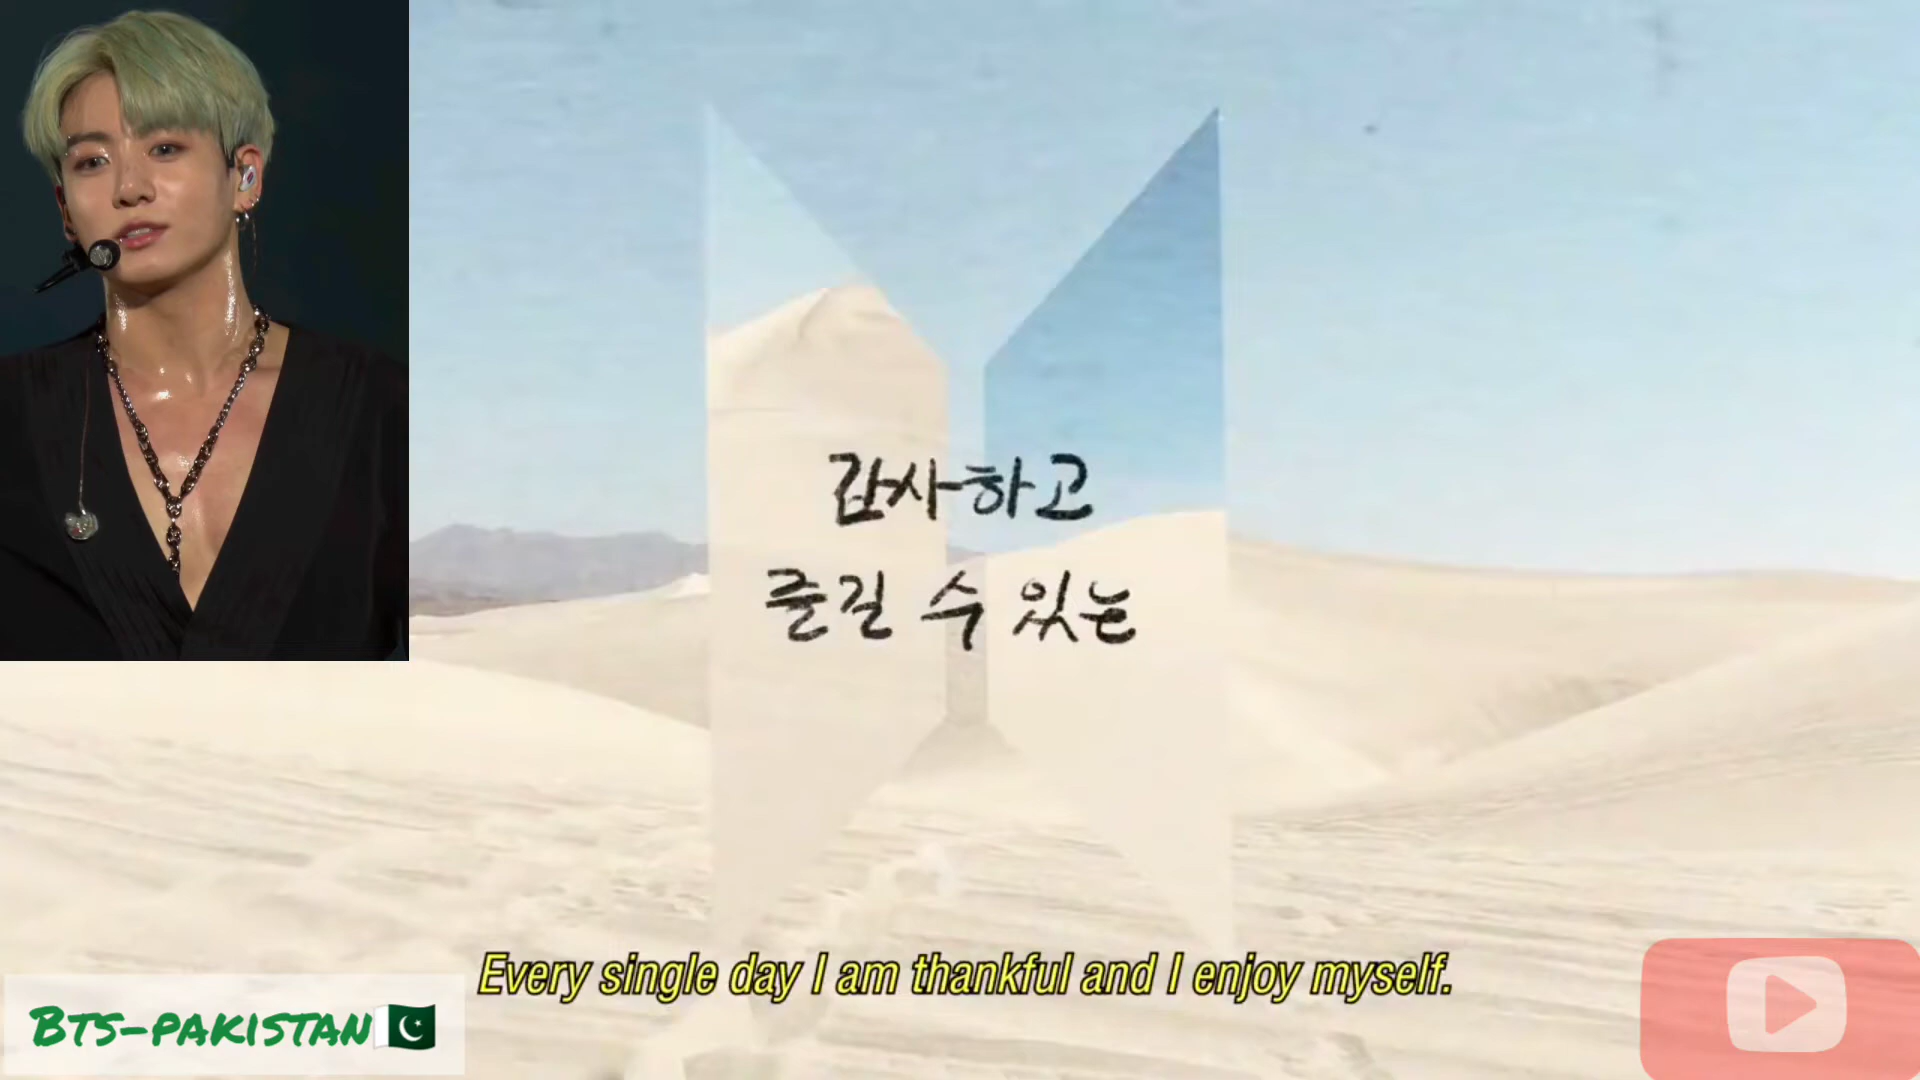 감사하고
즐길 수 있는
Every single day I am thankful and I enjoy myself.
BTS-PAKISTAN🇵🇰